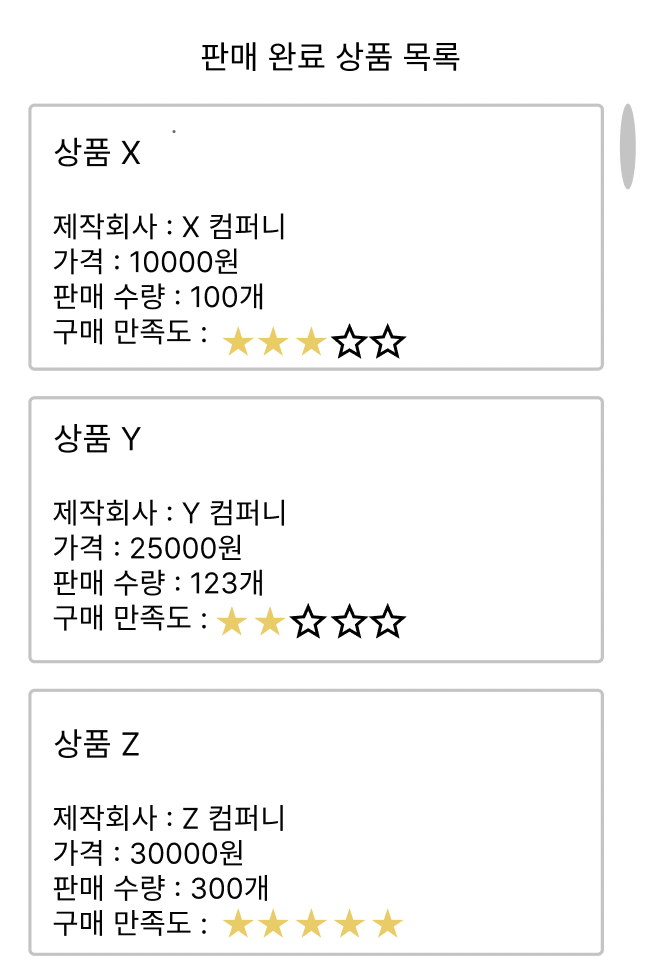 판매 완료 상품 목록
상품 X
제작회사 : X 컴퍼니
가격 : 10000원
판매 수량 : 100개
구매 만족도 : ★★★☆☆
상품 Y
제작회사 : Y 컴퍼니
가격 : 25000원
판매 수량 : 123개
구매 만족도 : ★★☆☆☆
상품 Z
제작회사 : Z 컴퍼니
가격 : 30000원
판매 수량 : 300개
구매 만족도 : ★★★★★